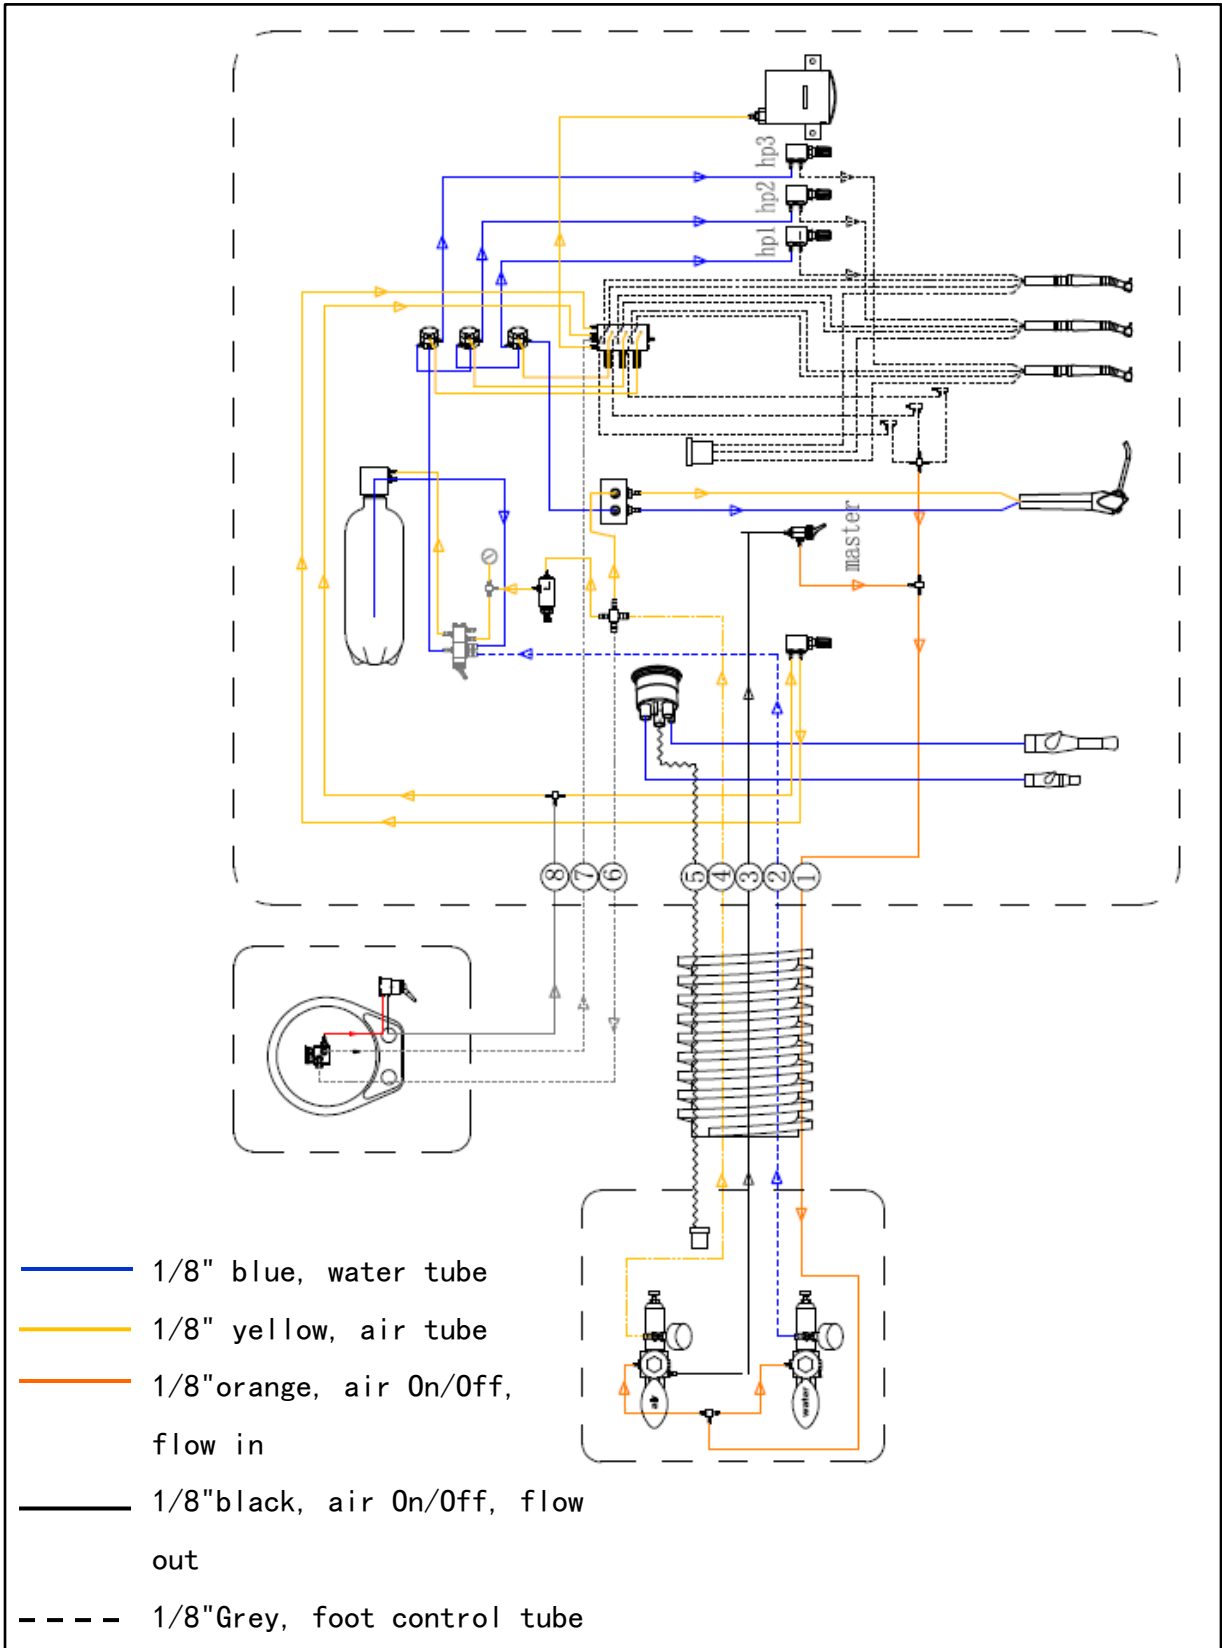 hp3
hp2
hp1
master
8
7
6
5
4
3
2
1
air
water
1/8" blue, water tube
1/8" yellow, air tube
1/8"orange, air On/Off,
flow in
1/8"black, air On/Off, flow
out
1/8"Grey, foot control tube